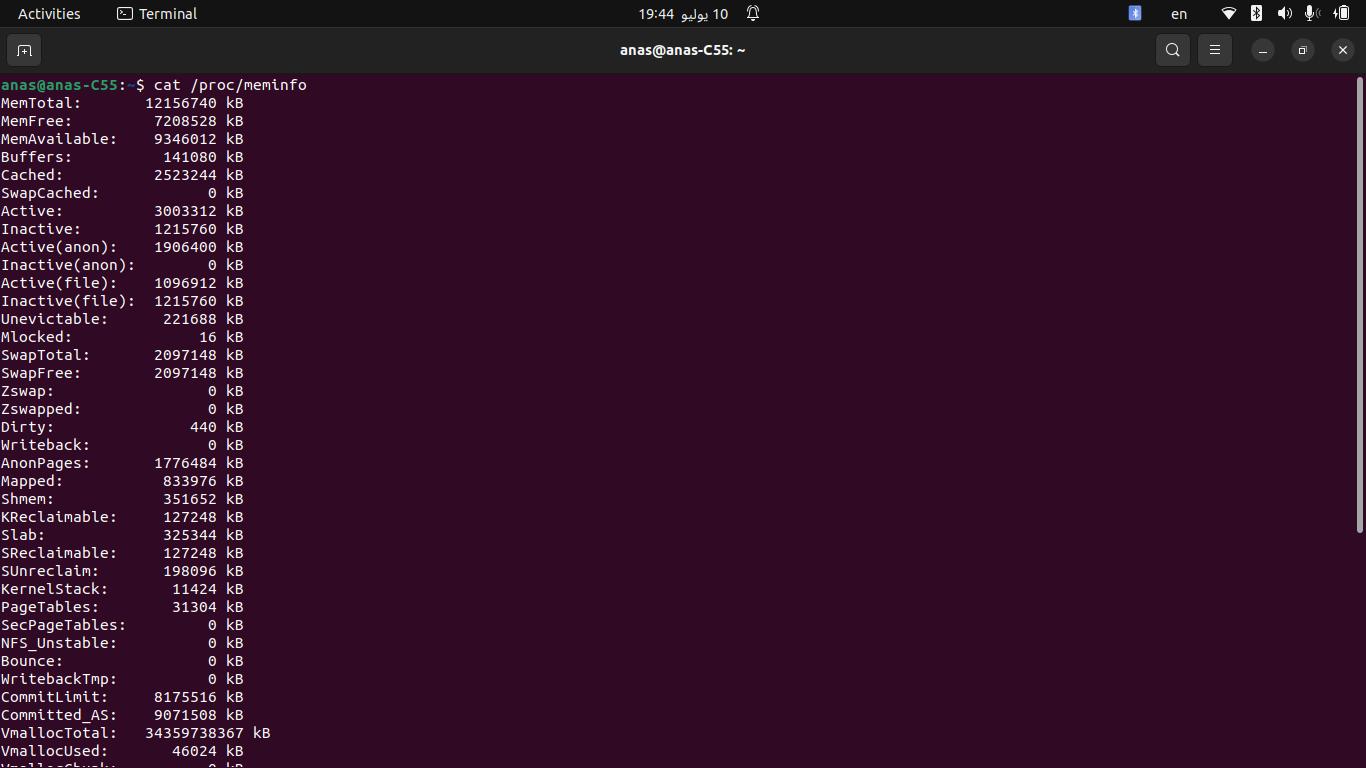 Activities
Terminal
19:44 10 يوليو
en
anas@anas-C55: ~
anas@anas-C55:~$ cat /proc/meminfo
MemTotal:       12156740 kB
MemFree:         7208528 kB
MemAvailable:    9346012 kB
Buffers:          141080 kB
Cached:          2523244 kB
SwapCached:            0 kB
Active:          3003312 kB
Inactive:        1215760 kB
Active(anon):    1906400 kB
Inactive(anon):        0 kB
Active(file):    1096912 kB
Inactive(file):  1215760 kB
Unevictable:      221688 kB
Mlocked:              16 kB
SwapTotal:       2097148 kB
SwapFree:        2097148 kB
Zswap:                 0 kB
Zswapped:              0 kB
Dirty:               440 kB
Writeback:             0 kB
AnonPages:       1776484 kB
Mapped:           833976 kB
Shmem:            351652 kB
KReclaimable:     127248 kB
Slab:             325344 kB
SReclaimable:     127248 kB
SUnreclaim:       198096 kB
KernelStack:       11424 kB
PageTables:        31304 kB
SecPageTables:         0 kB
NFS_Unstable:          0 kB
Bounce:                0 kB
WritebackTmp:          0 kB
CommitLimit:     8175516 kB
Committed_AS:    9071508 kB
VmallocTotal:   34359738367 kB
VmallocUsed:       46024 kB
VmallocChunk:          0 kB